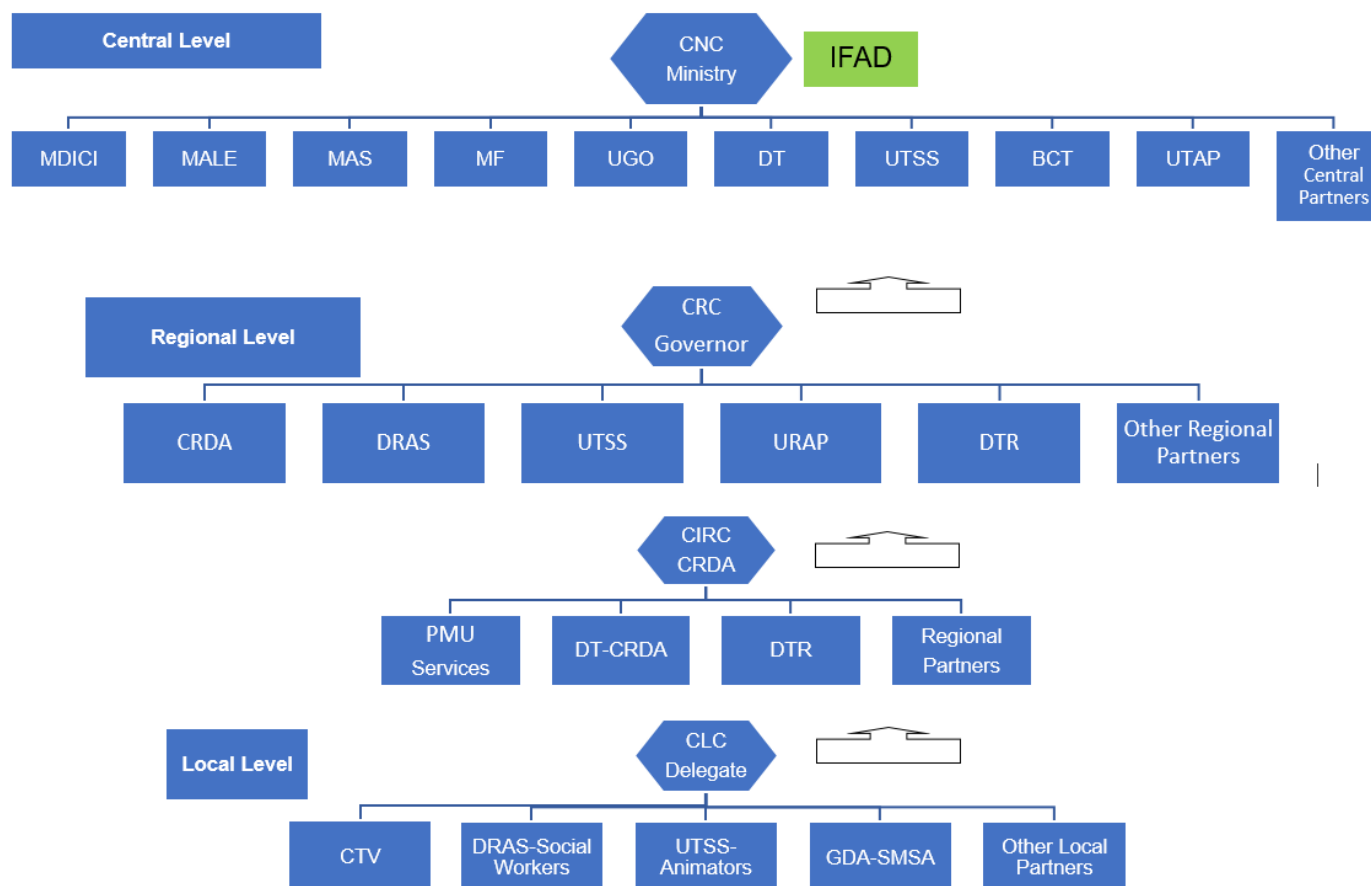 Central Level
CNC
Ministry
IFAD
MDICI
MALE
MAS
MF
UGO
DT
UTSS
BCT
UTAP
Other
Central
Partners
Regional Level
CRC
Governor
CRDA
DRAS
UTSS
URAP
DTR
Other Regional
Partners
CIRC
CRDA
PMU
Services
DT-CRDA
DTR
Regional
Partners
Local Level
CLC
Delegate
CTV
DRAS-Social
Workers
UTSS-
Animators
GDA-SMSA
Other Local
Partners